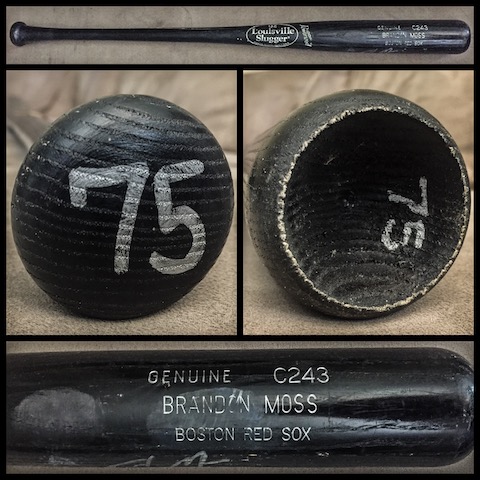 Louisville
Slugger
GENUINE C243
BRANDON MOSS
BOSTON RED SOX
75
75
GENUINE C243
BRANDON MOSS
BOSTON RED SOX